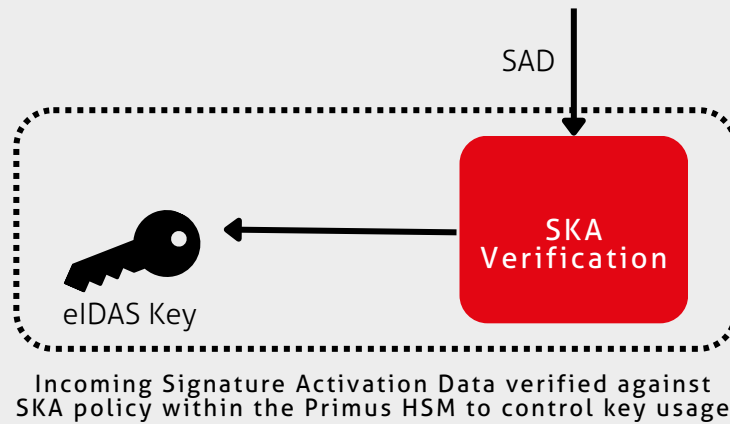 SAD
SKA
Verification
eIDAS Key
Incoming Signature Activation Data verified against
SKA policy within the Primus HSM to control key usage